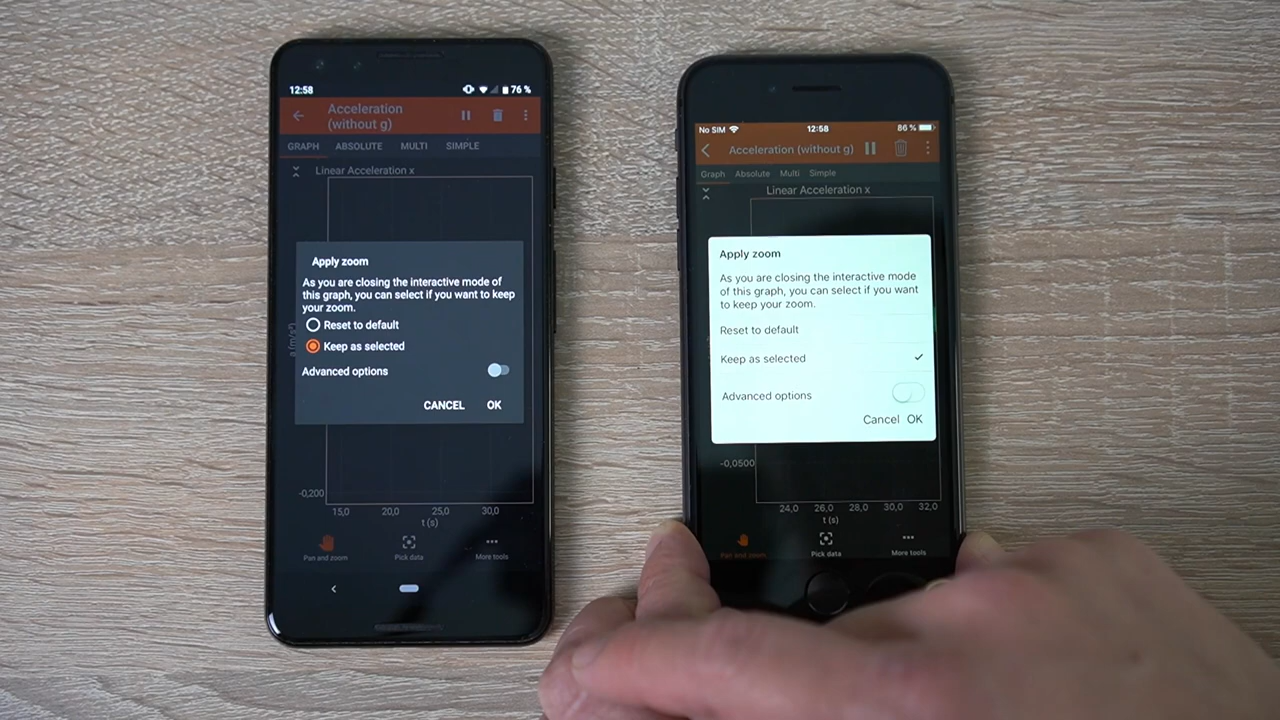 12:58
76 %
Acceleration
(without g)
GRAPH ABSOLUTE MULTI SIMPLE
Linear Acceleration x
Apply zoom
As you are closing the interactive mode of
this graph, you can select if you want to keep
your zoom.
Reset to default
Keep as selected
Advanced options
CANCEL OK
a (m/s²)
-0,200
15,0 20,0 25,0 30,0
t (s)
Pan and zoom Pick data More tools
No SIM 12:58 86 %
Acceleration (without g)
Graph Absolute Multi Simple
Linear Acceleration x
Apply zoom
As you are closing the interactive mode
of this graph, you can select if you want
to keep your zoom.
Reset to default
Keep as selected
Advanced options
Cancel OK
-0,0500
24,0 26,0 28,0 30,0 32,0
t (s)
Pan and zoom Pick data More tools